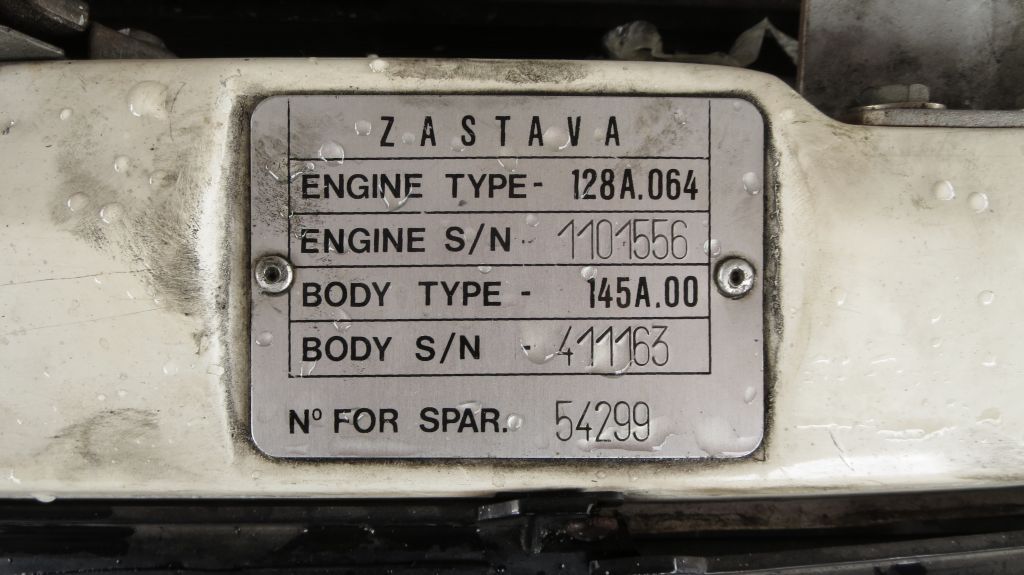 ZASTAVA
ENGINE TYPE- 128A.064
ENGINE S/N - 1101556
BODY TYPE - 145A.00
BODY S/N - 411163
Nº FOR SPAR. 54299